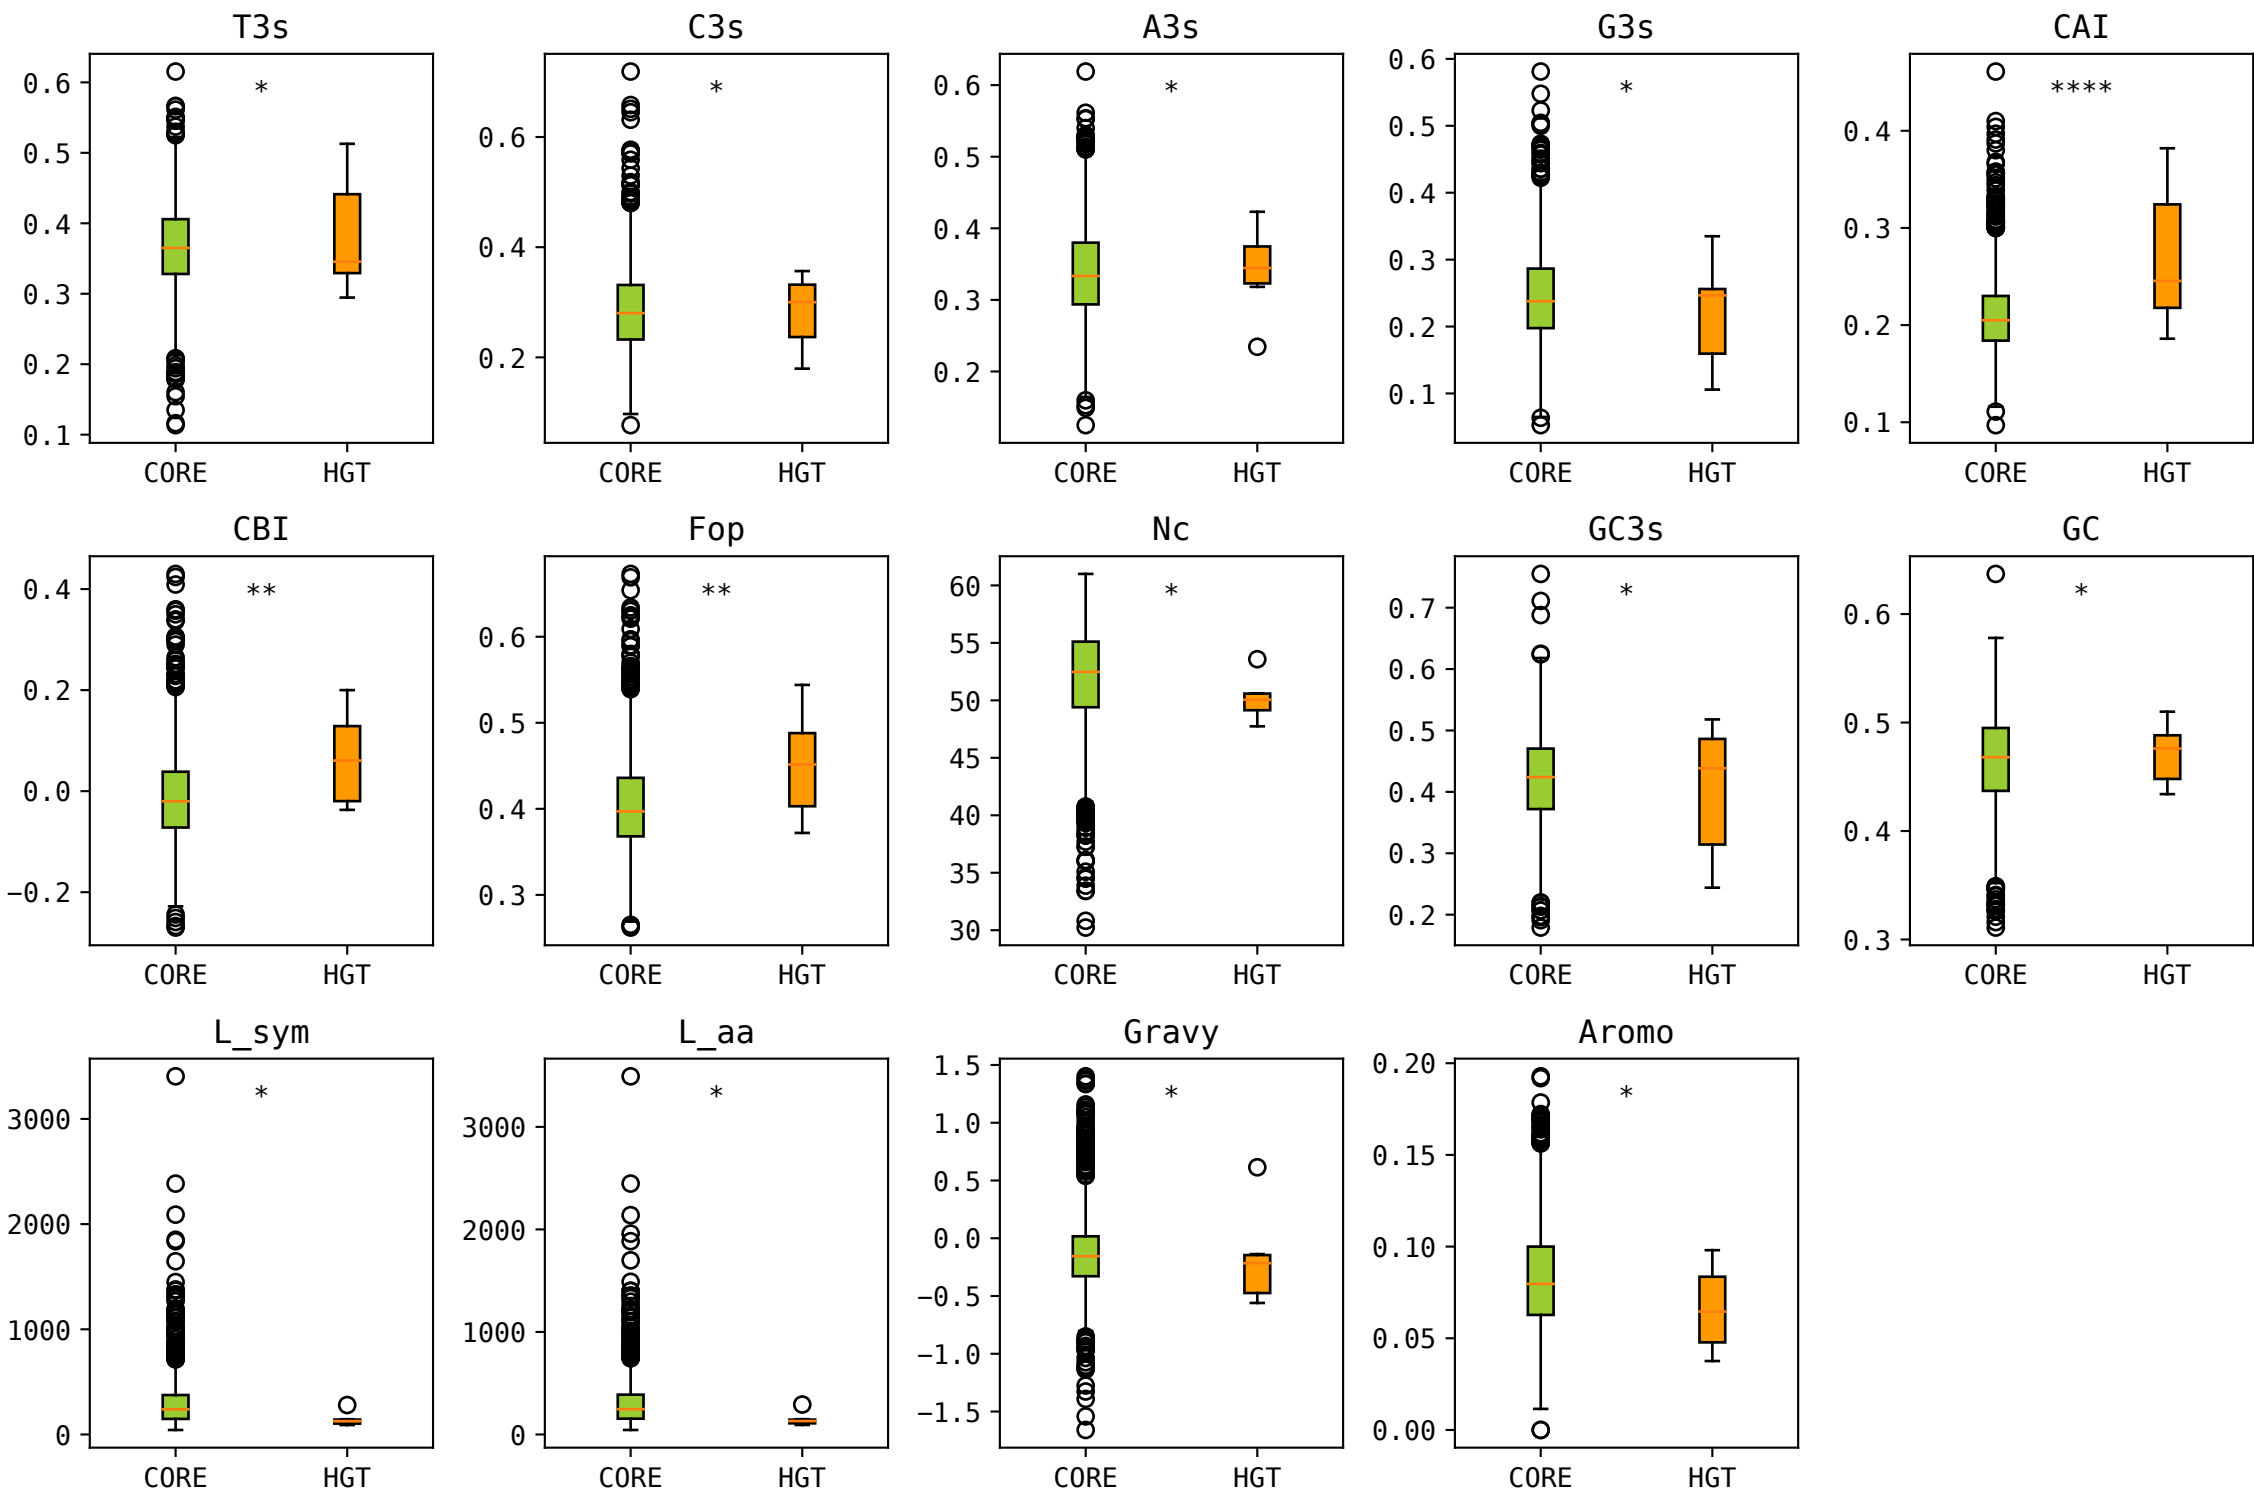 T3s
*
0.6
0.5
0.4
0.3
0.2
0.1
CORE HGT
C3s
*
0.6
0.4
0.2
CORE HGT
A3s
*
0.6
0.5
0.4
0.3
0.2
CORE HGT
G3s
*
0.6
0.5
0.4
0.3
0.2
0.1
CORE HGT
CAI
****
0.4
0.3
0.2
0.1
CORE HGT
CBI
**
0.4
0.2
0.0
−0.2
CORE HGT
Fop
**
0.6
0.5
0.4
0.3
CORE HGT
Nc
*
60
55
50
45
40
35
30
CORE HGT
GC3s
*
0.7
0.6
0.5
0.4
0.3
0.2
CORE HGT
GC
*
0.6
0.5
0.4
0.3
CORE HGT
L_sym
*
3000
2000
1000
0
CORE HGT
L_aa
*
3000
2000
1000
0
CORE HGT
Gravy
*
1.5
1.0
0.5
0.0
−0.5
−1.0
−1.5
CORE HGT
Aromo
*
0.20
0.15
0.10
0.05
0.00
CORE HGT